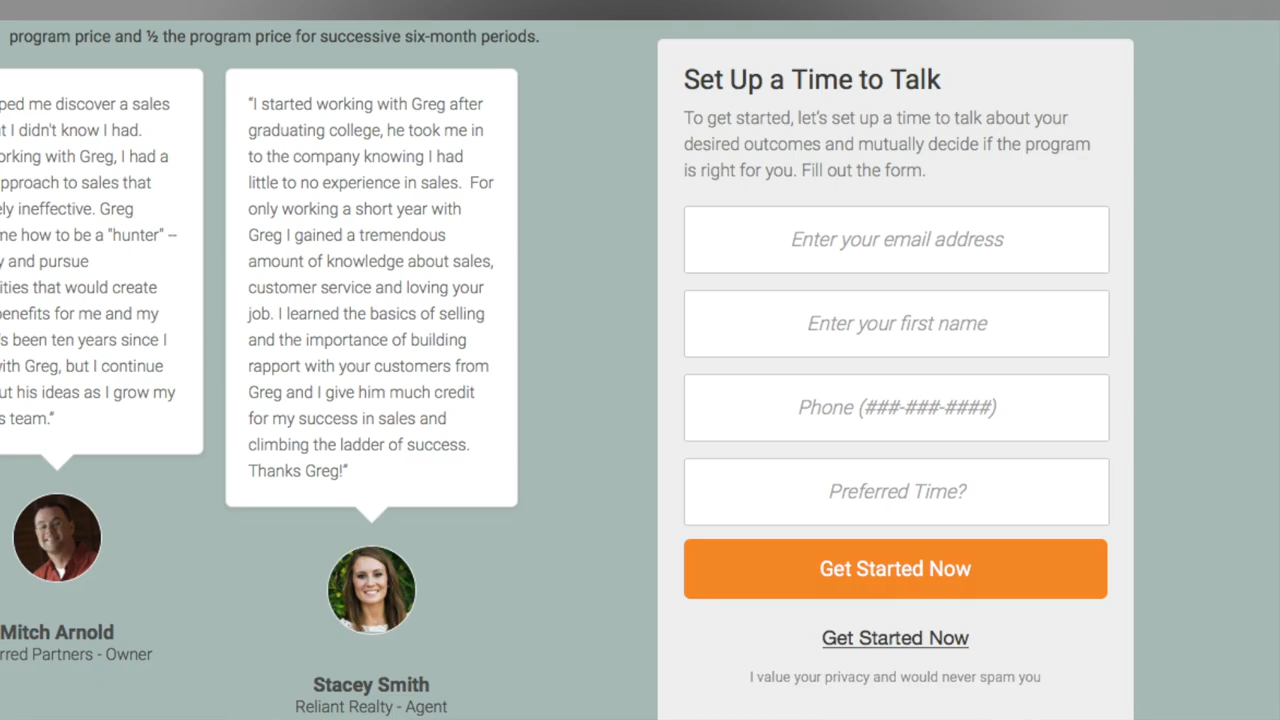 program price and ½ the program price for successive six-month periods.
ped me discover a sales
t I didn't know I had.
orking with Greg, I had a
pproach to sales that
ely ineffective. Greg
me how to be a "hunter" –
y and pursue
ities that would create
benefits for me and my
's been ten years since I
with Greg, but I continue
ut his ideas as I grow my
s team.”
Mitch Arnold
rred Partners - Owner
“I started working with Greg after
graduating college, he took me in
to the company knowing I had
little to no experience in sales. For
only working a short year with
Greg I gained a tremendous
amount of knowledge about sales,
customer service and loving your
job. I learned the basics of selling
and the importance of building
rapport with your customers from
Greg and I give him much credit
for my success in sales and
climbing the ladder of success.
Thanks Greg!”
Stacey Smith
Reliant Realty - Agent
Set Up a Time to Talk
To get started, let’s set up a time to talk about your
desired outcomes and mutually decide if the program
is right for you. Fill out the form.
Enter your email address
Enter your first name
Phone (###-###-####)
Preferred Time?
Get Started Now
Get Started Now
I value your privacy and would never spam you